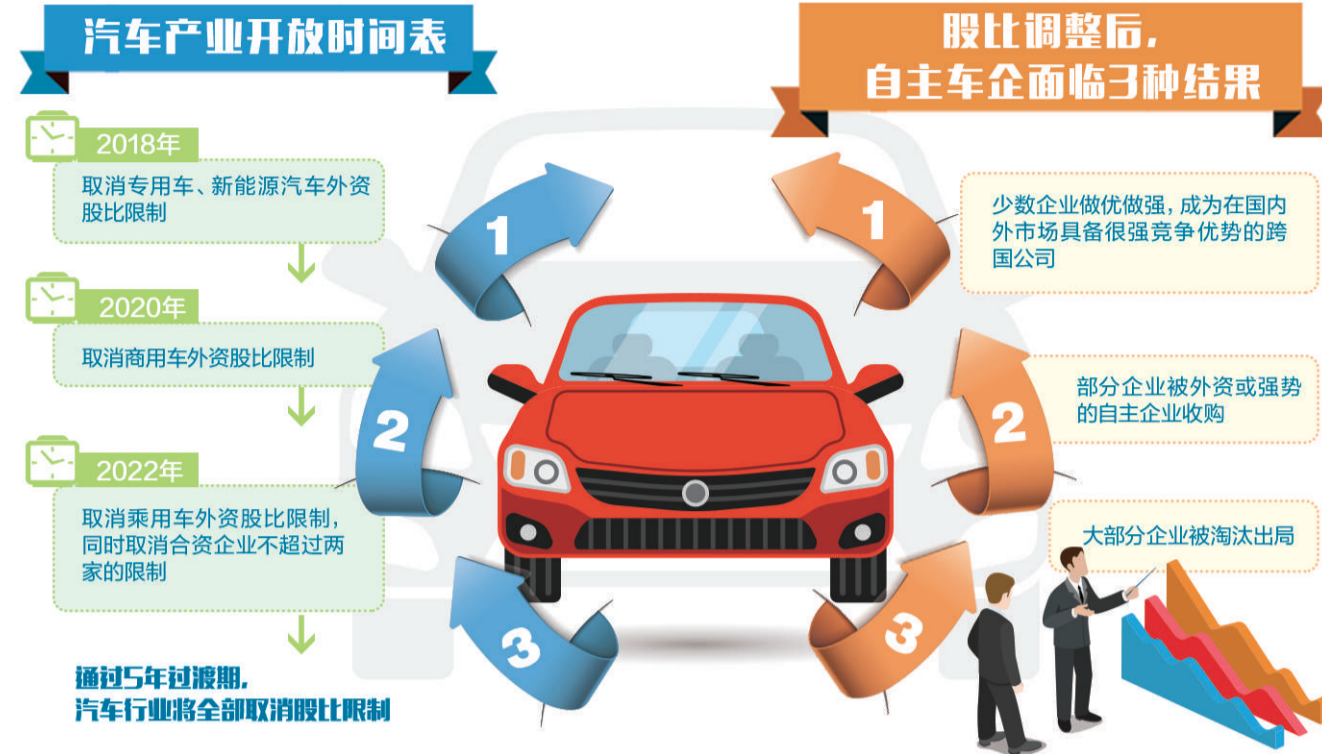 汽车产业开放时间表
2018年
取消专用车、新能源汽车外资
股比限制
2020年
取消商用车外资股比限制
2022年
取消乘用车外资股比限制，
同时取消合资企业不超过两
家的限制
通过5年过渡期，
汽车行业将全部取消股比限制
1
2
3
股比调整后，
自主车企面临3种结果
1
少数企业做优做强，成为在国内
外市场具备很强竞争优势的跨
国公司
2
部分企业被外资或强势
的自主企业收购
3
大部分企业被淘汰出局